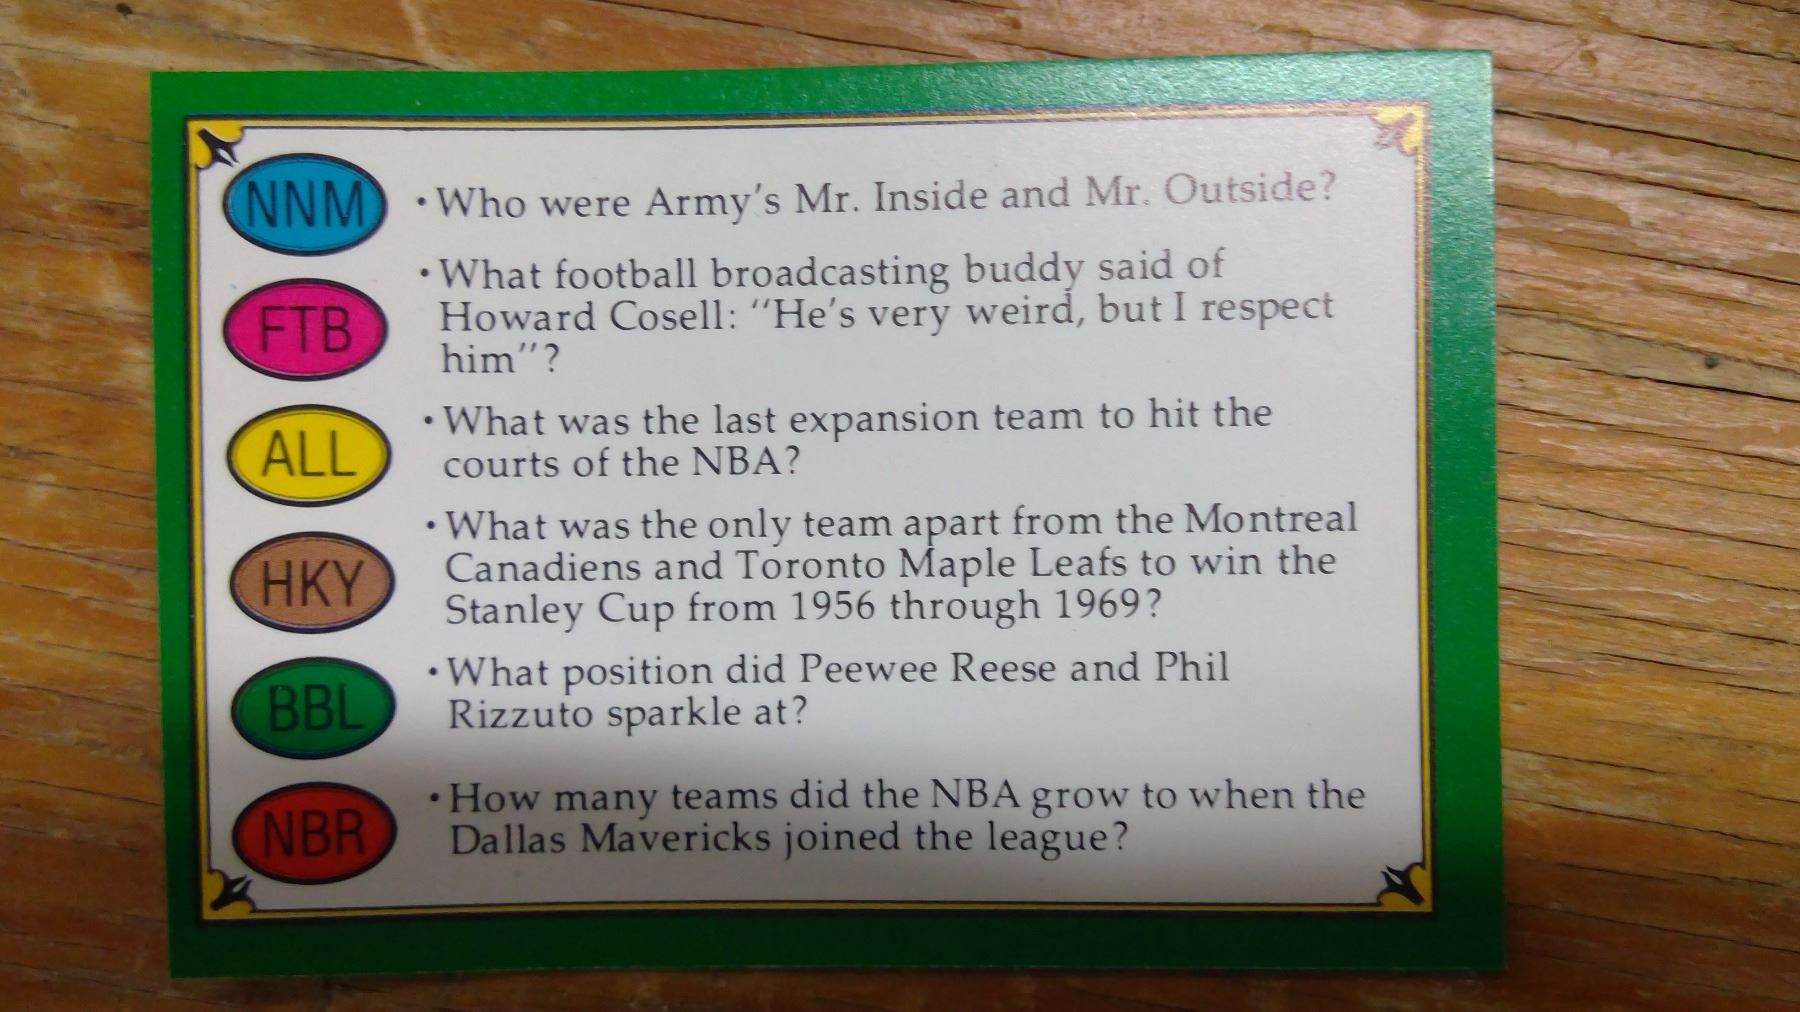 NNM
• Who were Army's Mr. Inside and Mr. Outside?
FTB
• What football broadcasting buddy said of
Howard Cosell: "He's very weird, but I respect
him"?
ALL
• What was the last expansion team to hit the
courts of the NBA?
HKY
• What was the only team apart from the Montreal
Canadiens and Toronto Maple Leafs to win the
Stanley Cup from 1956 through 1969?
BBL
• What position did Peewee Reese and Phil
Rizzuto sparkle at?
NBR
• How many teams did the NBA grow to when the
Dallas Mavericks joined the league?